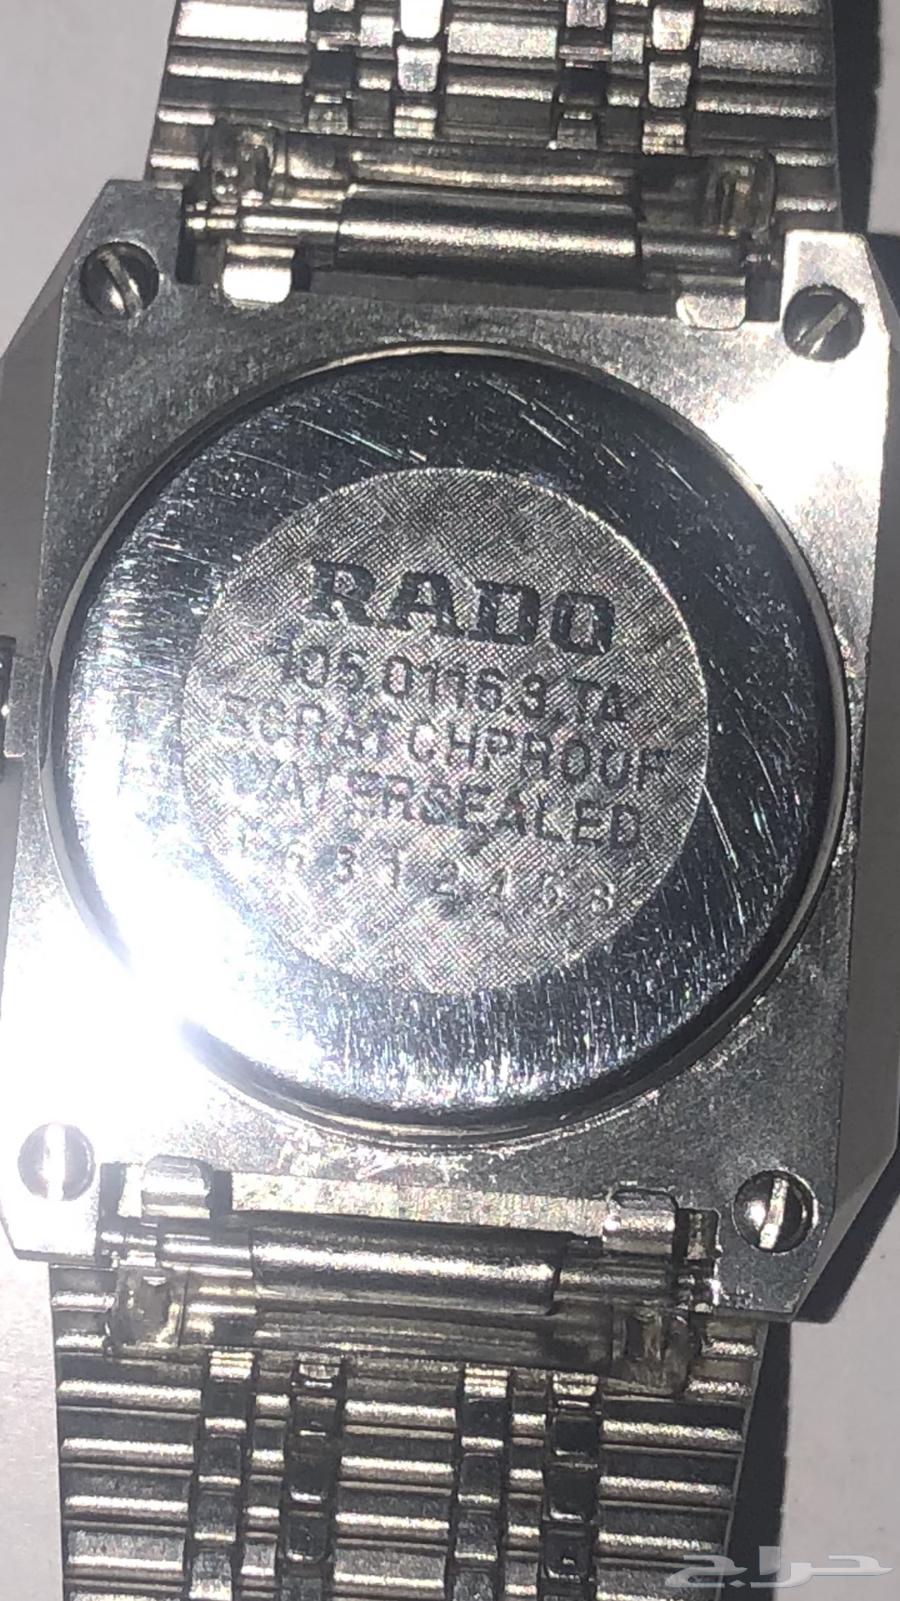 RADO
105.0116.3.TA
SCRATCHPROOF
WATERSEALED
حراج